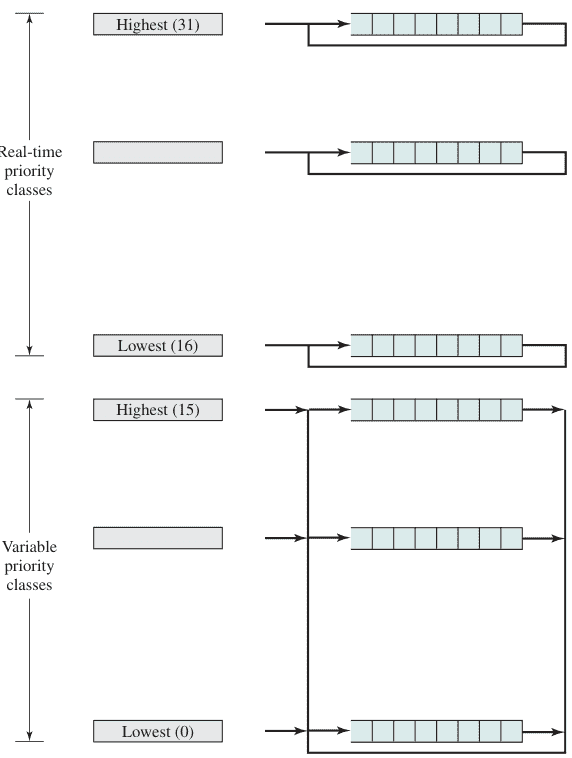 Highest (31)
Real-time
priority
classes
Lowest (16)
Highest (15)
Variable
priority
classes
Lowest (0)